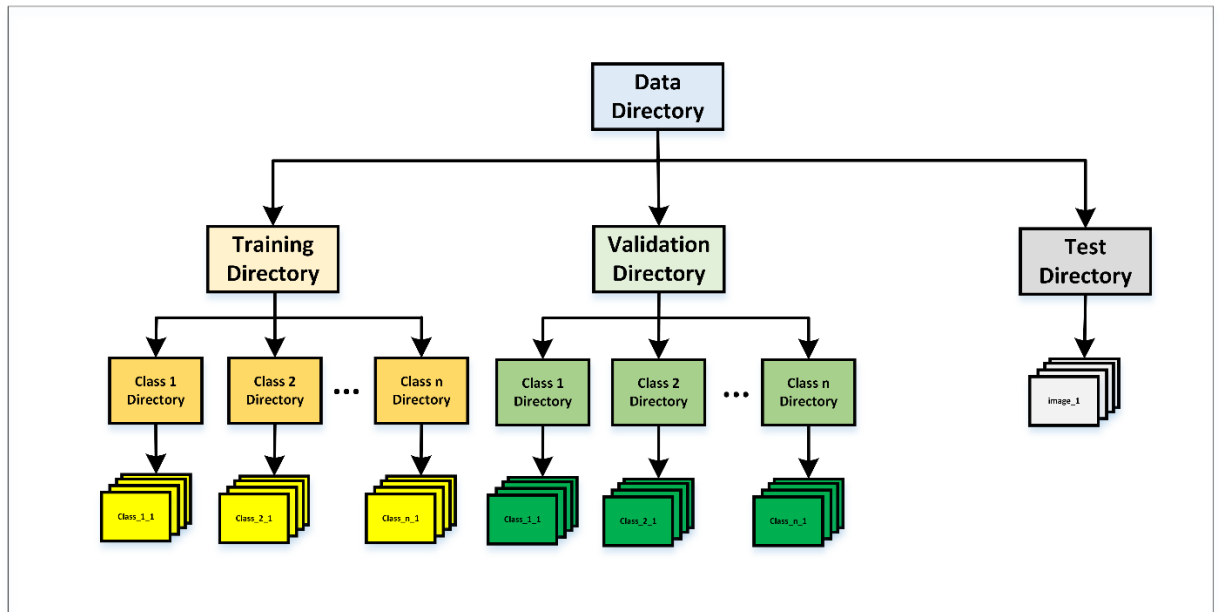 Data
Directory
Training
Directory
Validation
Directory
Test
Directory
Class 1
Directory
Class 2
Directory
...
Class n
Directory
Class 1
Directory
Class 2
Directory
...
Class n
Directory
image_1
Class_1_1
Class_2_1
Class_n_1
Class_1_1
Class_2_1
Class_n_1